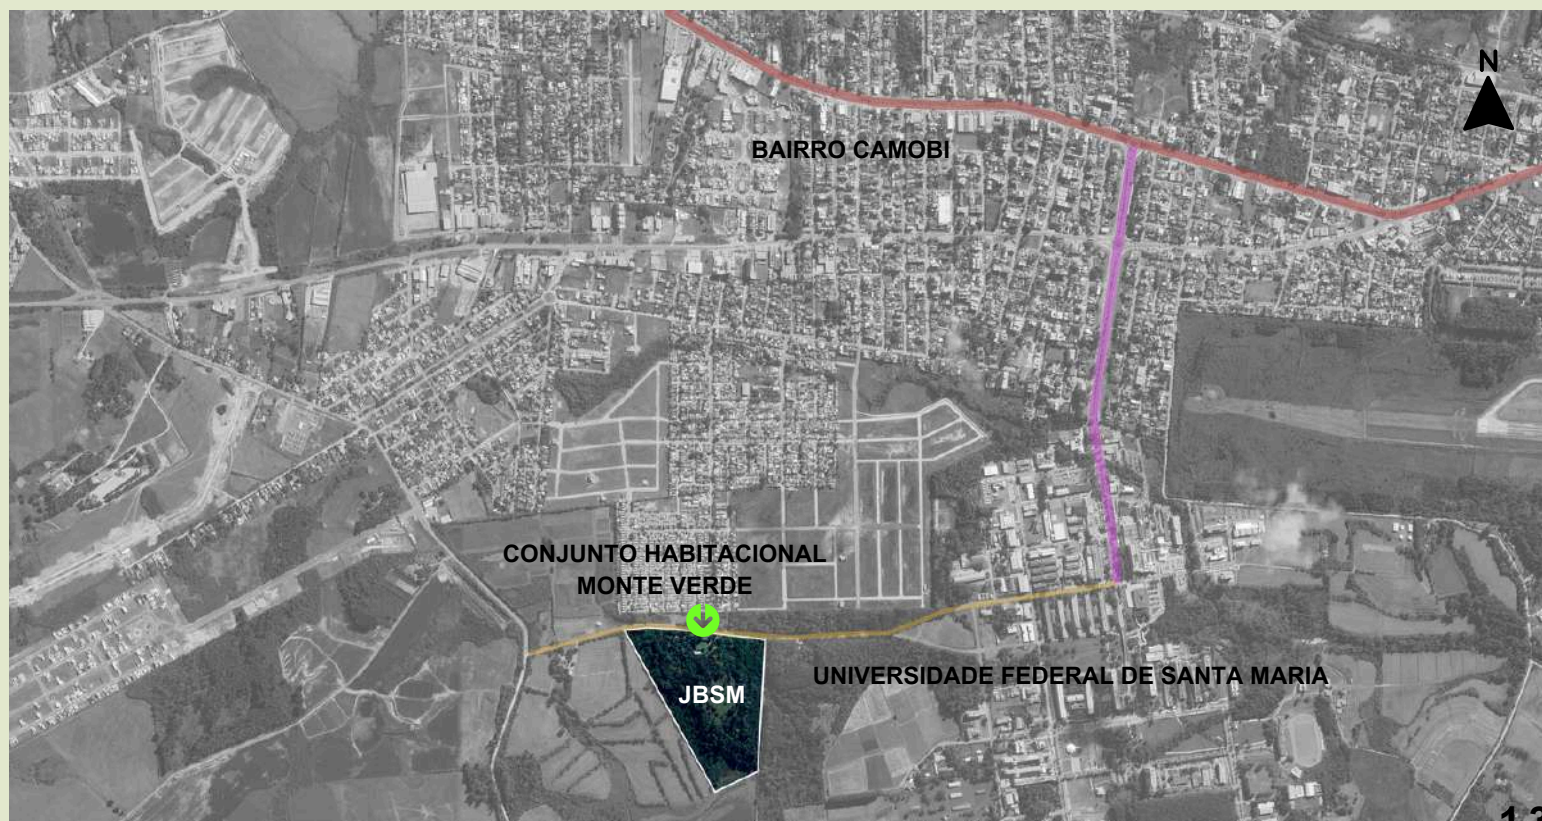 N
BAIRRO CAMOBI
CONJUNTO HABITACIONAL
MONTE VERDE
UNIVERSIDADE FEDERAL DE SANTA MARIA
JBSM